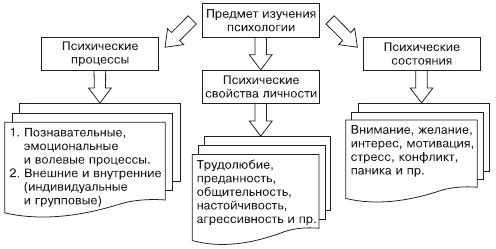 Предмет изучения
психологии
Психические
процессы
Психические
свойства личности
Психические
состояния
1. Познавательные,
эмоциональные
и волевые процессы.
2. Внешние и внутренние
(индивидуальные
и групповые)
Трудолюбие,
преданность,
общительность,
настойчивость,
агрессивность и пр.
Внимание, желание,
интерес, мотивация,
стресс, конфликт,
паника и пр.